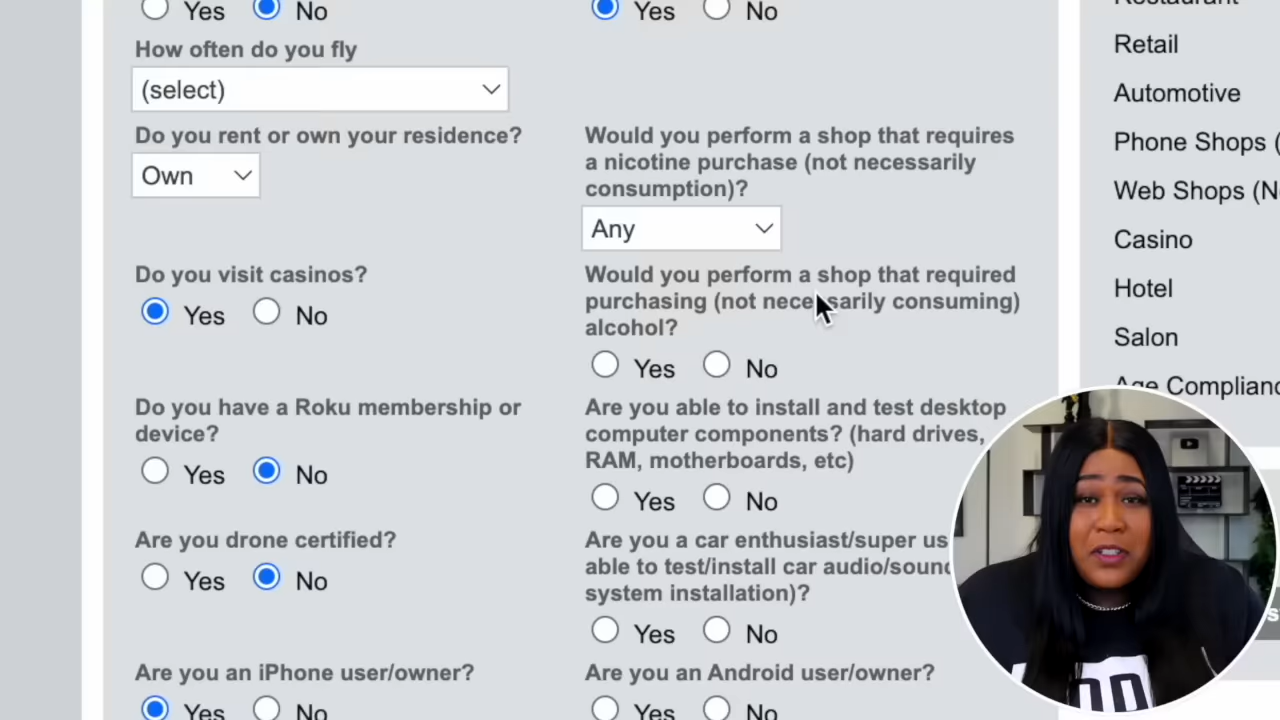 Yes No
Yes No
How often do you fly
(select)
Do you rent or own your residence?
Own
Would you perform a shop that requires
a nicotine purchase (not necessarily
consumption)?
Any
Do you visit casinos?
Yes No
Would you perform a shop that required
purchasing (not necessarily consuming)
alcohol?
Yes No
Do you have a Roku membership or
device?
Yes No
Are you able to install and test desktop
computer components? (hard drives,
RAM, motherboards, etc)
Yes No
Are you drone certified?
Yes No
Are you a car enthusiast/super us
able to test/install car audio/sound
system installation)?
Yes No
Are you an iPhone user/owner?
Yes No
Are you an Android user/owner?
Yes No
Restaurant
Retail
Automotive
Phone Shops (
Web Shops (N
Casino
Hotel
Salon
Age Complianc